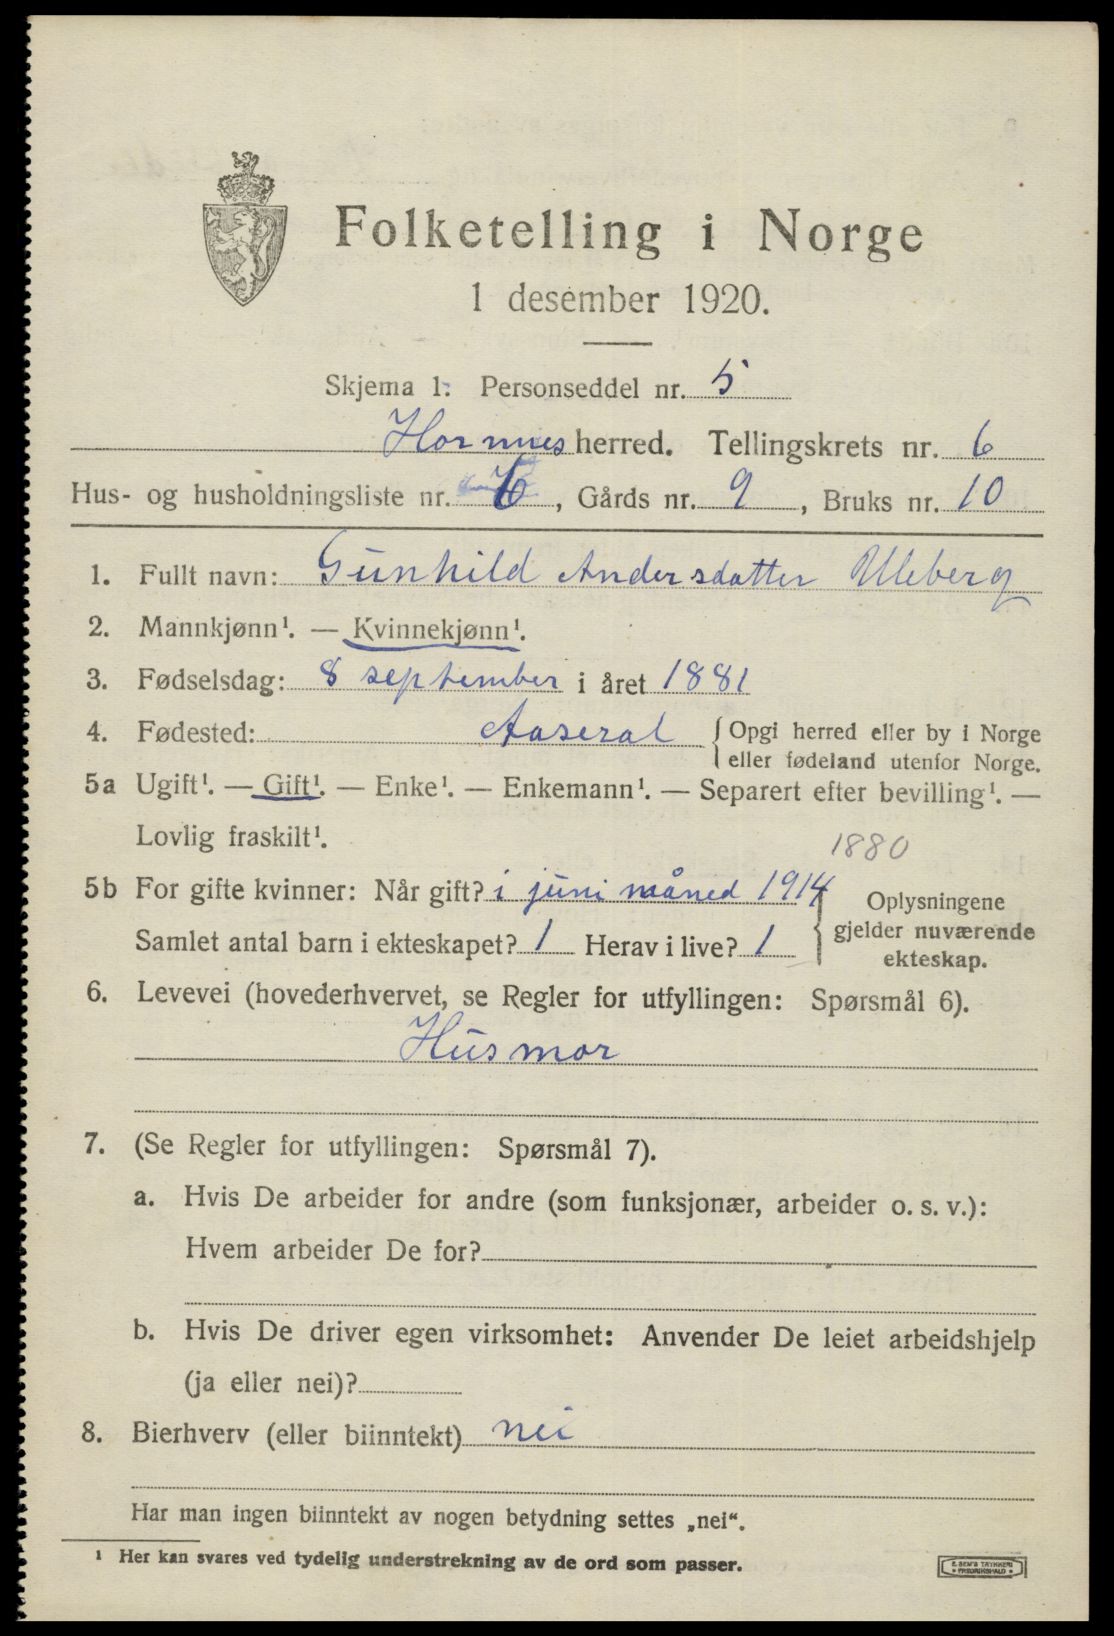 Folketelling i Norge
1 desember 1920.
Skjema 1: Personseddel nr. 5
Hornnes herred. Tellingskrets nr. 6
Hus- og husholdningsliste nr. 6, Gårds nr. 9, Bruks nr. 10
1. Fullt navn: Gunhild Andersdatter Uleberg
2. Mannkjønn¹. — Kvinnekjønn¹.
3. Fødselsdag: 8 september i året 1881
4. Fødested: Aaseral { Opgi herred eller by i Norge
eller fødeland utenfor Norge.
5a Ugift¹. — Gift¹. — Enke¹. — Enkemann¹. — Separert efter bevilling¹. —
Lovlig fraskilt¹.
1880
5b For gifte kvinner: Når gift? i juni måned 1914
Samlet antal barn i ekteskapet? 1 Herav i live? 1
{ Oplysningene
gjelder nuværende
ekteskap.
6. Levevei (hovederhvervet, se Regler for utfyllingen: Spørsmål 6).
Husmor
7. (Se Regler for utfyllingen: Spørsmål 7).
a. Hvis De arbeider for andre (som funksjonær, arbeider o. s. v.):
Hvem arbeider De for?
b. Hvis De driver egen virksomhet: Anvender De leiet arbeidshjelp
(ja eller nei)?
8. Bierhverv (eller biinntekt) nei
Har man ingen biinntekt av nogen betydning settes „nei“.
¹ Her kan svares ved tydelig understrekning av de ord som passer.
E. SEM'S TRYKKERI
* FREDRIKSHALD *